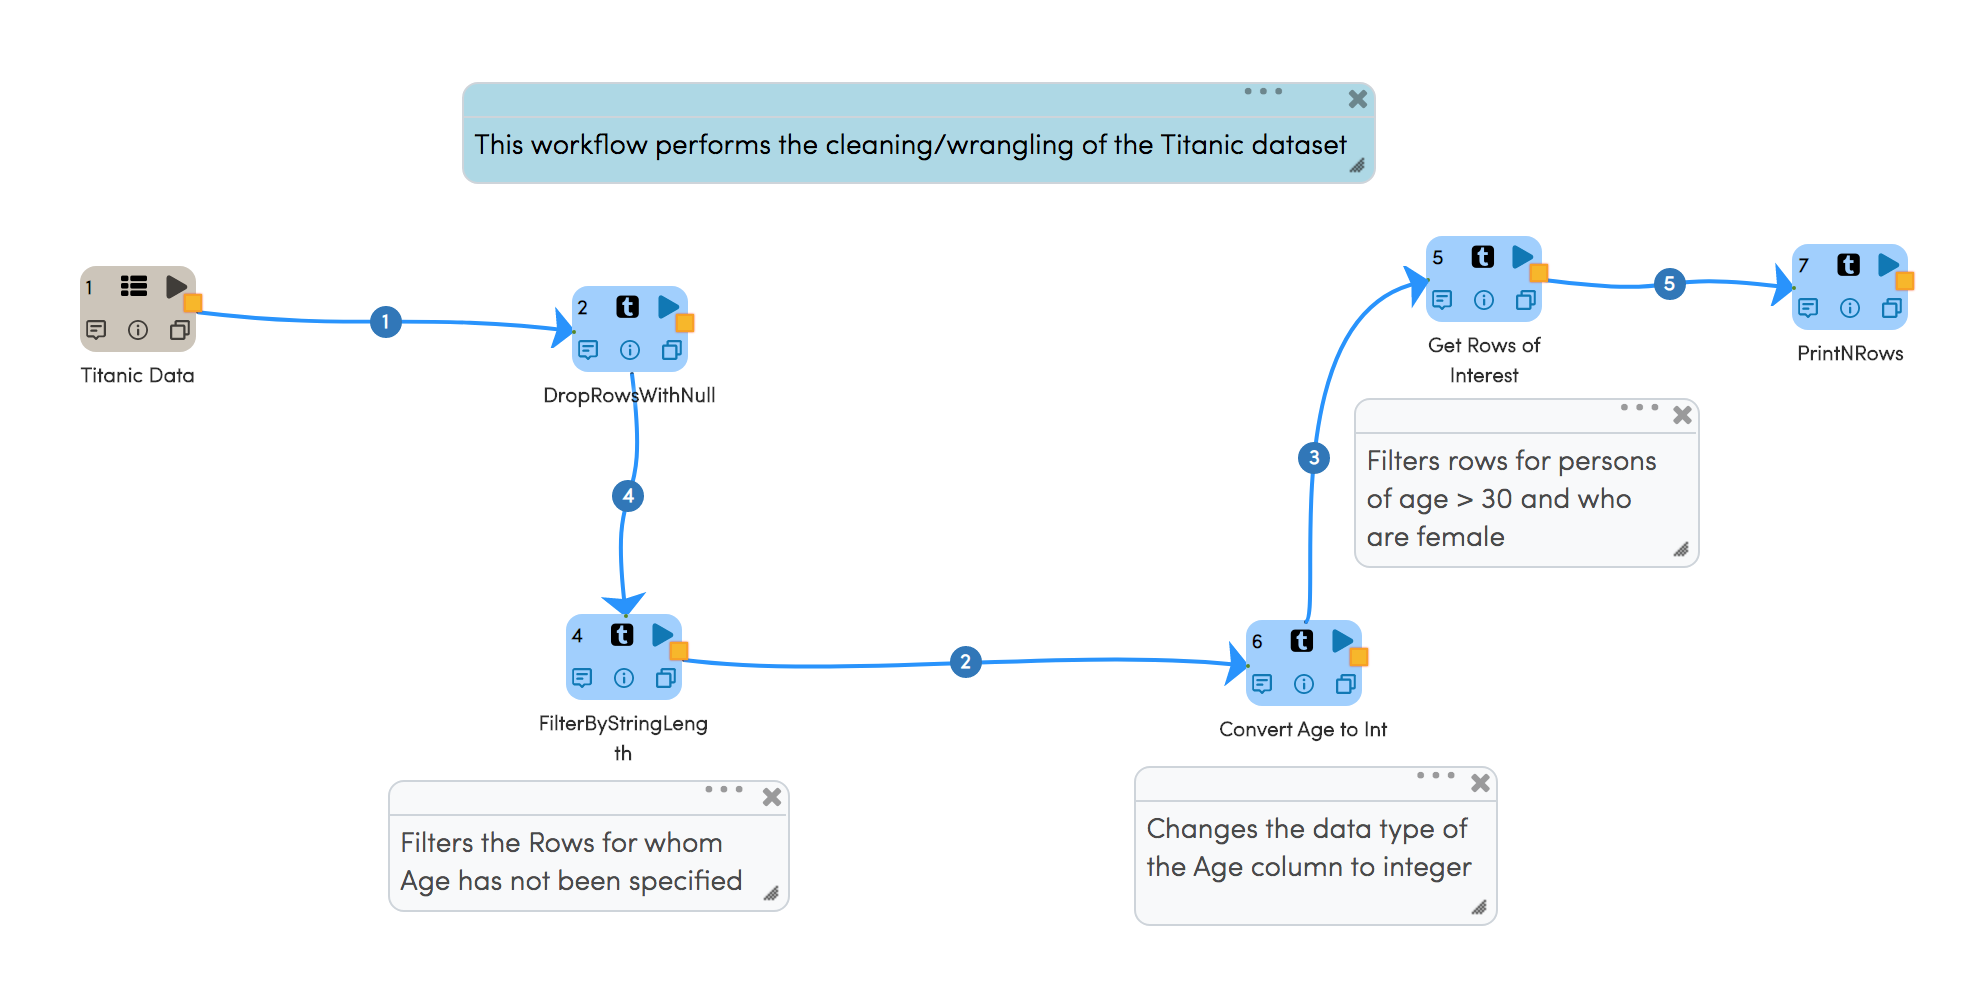 This workflow performs the cleaning/wrangling of the Titanic dataset
1
Titanic Data
1
2
DropRowsWithNull
4
4
FilterByStringLeng
th
Filters the Rows for whom
Age has not been specified
2
6
Convert Age to Int
Changes the data type of
the Age column to integer
3
5
Get Rows of
Interest
Filters rows for persons
of age > 30 and who
are female
5
7
PrintNRows